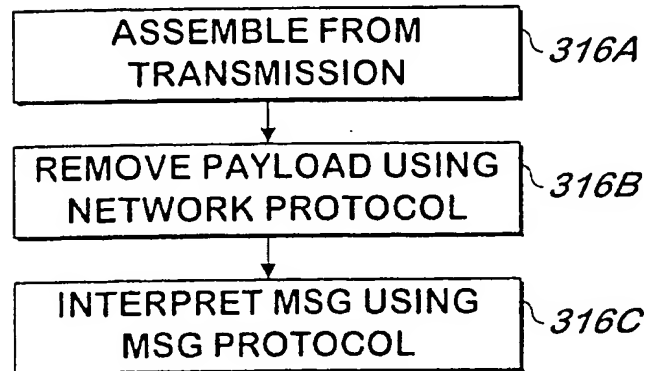 ASSEMBLE FROM
TRANSMISSION
316A
REMOVE PAYLOAD USING
NETWORK PROTOCOL
316B
INTERPRET MSG USING
MSG PROTOCOL
316C